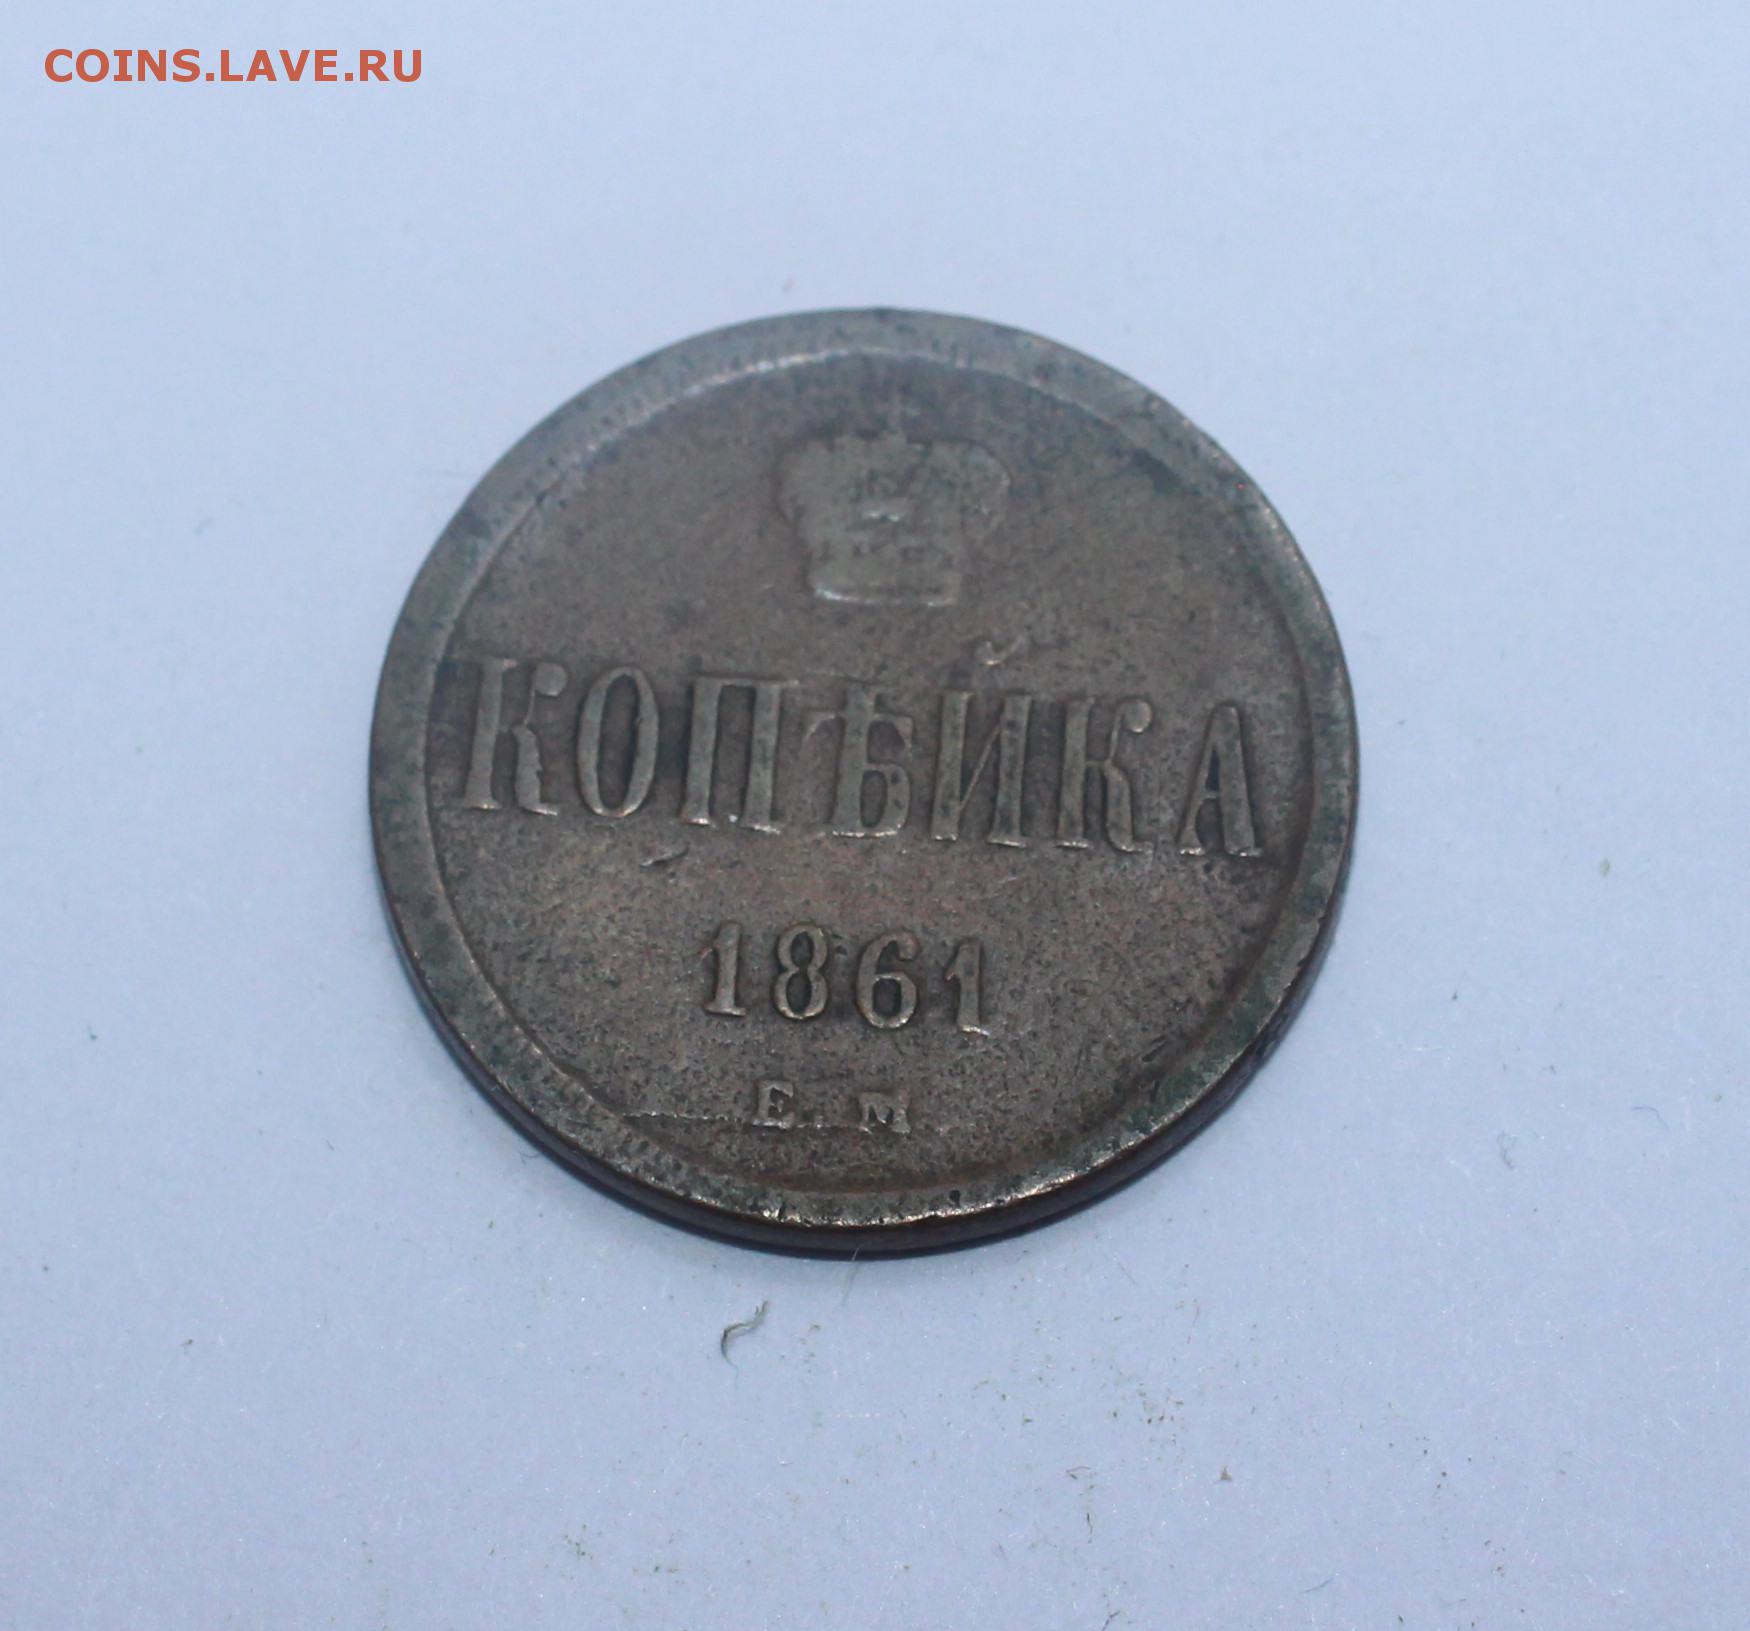 COINS.LAVE.RU
КОПѢЙКА
1861
Е.М